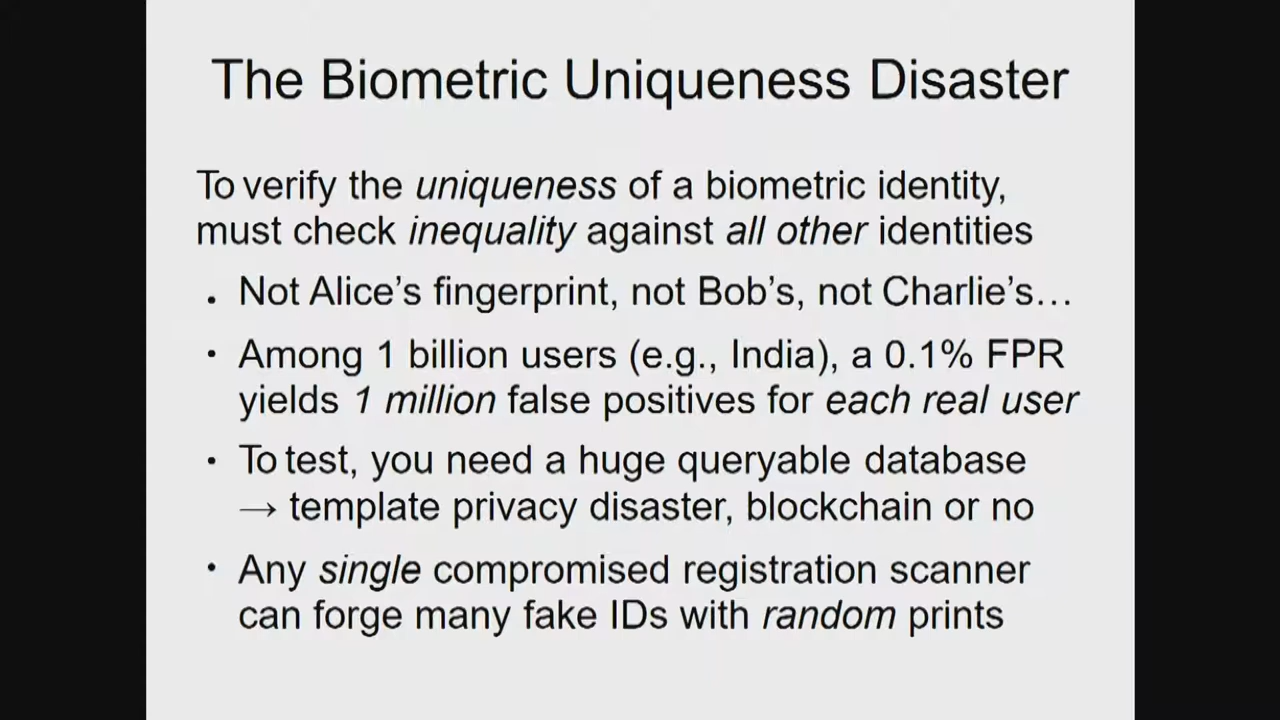 The Biometric Uniqueness Disaster
To verify the uniqueness of a biometric identity,
must check inequality against all other identities
• Not Alice’s fingerprint, not Bob’s, not Charlie’s…
• Among 1 billion users (e.g., India), a 0.1% FPR
yields 1 million false positives for each real user
• To test, you need a huge queryable database
→ template privacy disaster, blockchain or no
• Any single compromised registration scanner
can forge many fake IDs with random prints